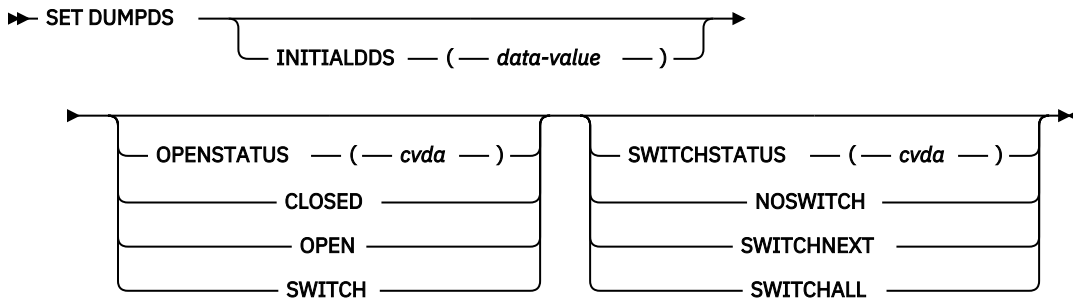 SET DUMPDS
INITIALDDS ( data-value )
OPENSTATUS ( cvda ) SWITCHSTATUS ( cvda )
CLOSED NOSWITCH
OPEN SWITCHNEXT
SWITCH SWITCHALL